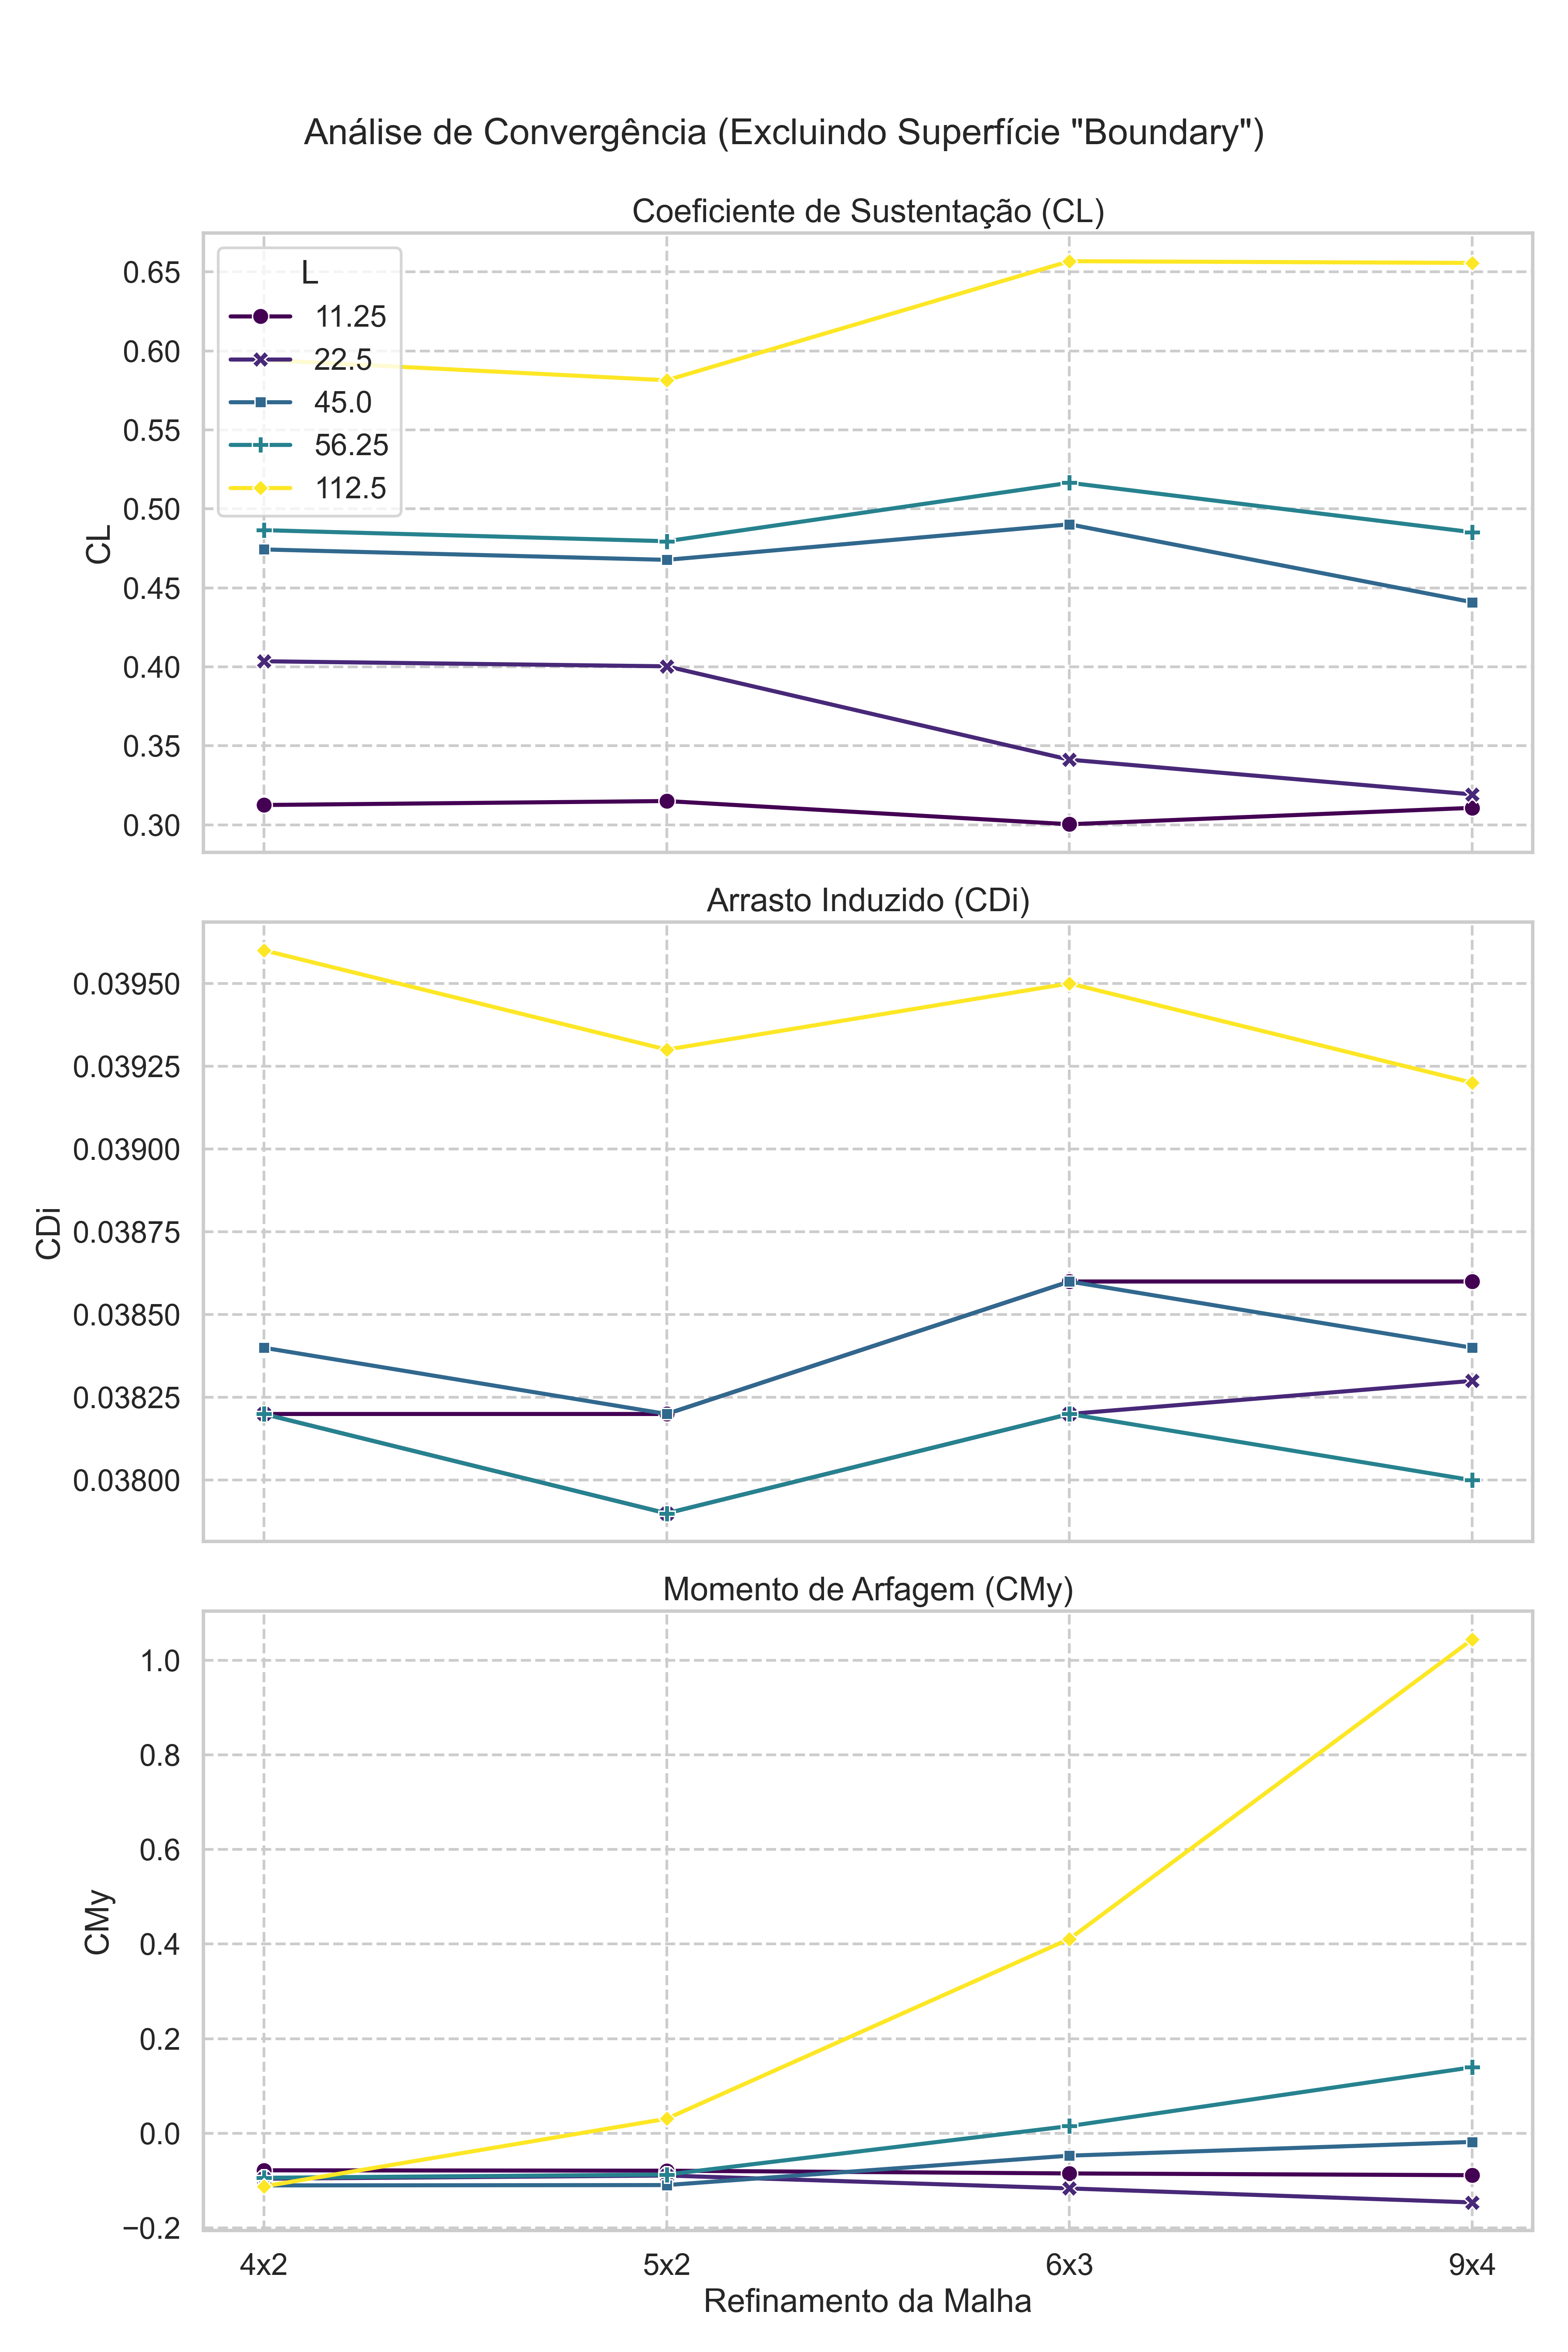 Análise de Convergência (Excluindo Superfície "Boundary")
Coeficiente de Sustentação (CL)
CL
0.65
0.60
0.55
0.50
0.45
0.40
0.35
0.30
L
11.25
22.5
45.0
56.25
112.5
Arrasto Induzido (CDi)
CDi
0.03950
0.03925
0.03900
0.03875
0.03850
0.03825
0.03800
Momento de Arfagem (CMy)
CMy
1.0
0.8
0.6
0.4
0.2
0.0
−0.2
4x2 5x2 6x3 9x4
Refinamento da Malha